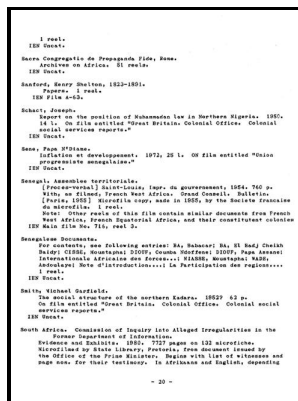 1 reel.
IEN Uncat.
Sacra Congregatio de Propaganda Fide, Rome.
Archives on Africa. 51 reels.
IEN Uncat.
Sanford, Henry Shelton, 1823-1891.
Papers. 1 reel.
IEN Film A-63.
Schact, Joseph.
Report on the position of Muhammadan law in Northern Nigeria. 1950.
14 l. On film entitled "Great Britain. Colonial Office. Colonial
social services reports."
IEN Uncat.
Sene, Papa N'Diame.
Inflation et developpement. 1972, 25 l. ON film entitled "Union
progressiste senegalaise."
Senegal. Assemblee territoriale.
[Proces-verbal] Saint-Louis, Impr. du gouvernement, 1954. 760 p.
With, as filmed, French West Africa. Grand Conseil. Bulletin.
[Paris, 1955] Microfilm copy, made in 1955, by the Societe francaise
du microfilm. 1 reel.
Note: Other reels of this film contain similar documents from French
West Africa, French Equatorial Africa, and their constituent colonies
IEN Main film No. 716, reel 3.
Senegalese Documents.
For contents, see following entries: BA, Babacar; BA, El Hadj Cheikh
Baidy; CISSE, Moustapha; DIOUF, Coumba Ndoffene; DIOUF, Papa Assane;
Internationale Africaine des forces...; NIASSE, Moustapha; WADE,
Andoulaye; Note d'introduction....; La Participation des regions....
1 reel.
IEN Uncat.
Smith, Michael Garfield.
The social structure of the northern Kadara. 1952? 62 p.
On film entitled "Great Britain. Colonial Office. Colonial social
services reports."
IEN Uncat.
South Africa. Commission of Inquiry into Alleged Irregularities in the
Former Department of Information.
Evidence and Exhibits. 1980. 7727 pages on 132 microfiche.
Microfilmed by State Library, Pretoria, from document issued by
the Office of the Prime Minister. Begins with list of witnesses and
page nos. for their testimony. In Afrikaans and English, depending
- 20 -